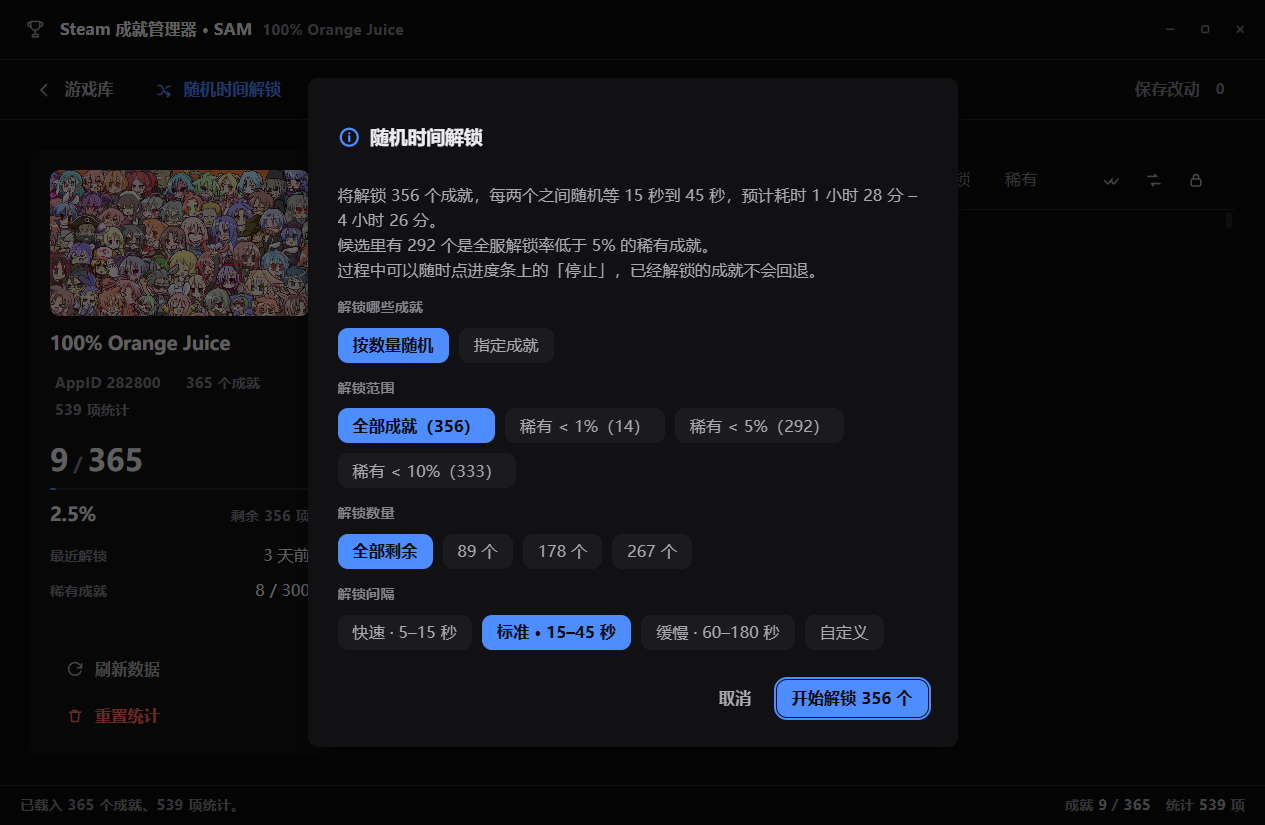 Steam 成就管理器 • SAM 100% Orange Juice
游戏库 随机时间解锁 保存改动 0
随机时间解锁
锁 稀有
将解锁 356 个成就，每两个之间随机等 15 秒到 45 秒，预计耗时 1 小时 28 分 –
4 小时 26 分。
候选里有 292 个是全服解锁率低于 5% 的稀有成就。
过程中可以随时点进度条上的「停止」，已经解锁的成就不会回退。
解锁哪些成就
按数量随机 指定成就
解锁范围
全部成就（356） 稀有 < 1%（14） 稀有 < 5%（292）
稀有 < 10%（333）
解锁数量
全部剩余 89 个 178 个 267 个
解锁间隔
快速 · 5–15 秒 标准 • 15–45 秒 缓慢 · 60–180 秒 自定义
取消 开始解锁 356 个
100% Orange Juice
AppID 282800 365 个成就
539 项统计
9 / 365
2.5% 剩余 356 项
最近解锁 3 天前
稀有成就 8 / 300
刷新数据
重置统计
已载入 365 个成就、539 项统计。 成就 9 / 365 统计 539 项